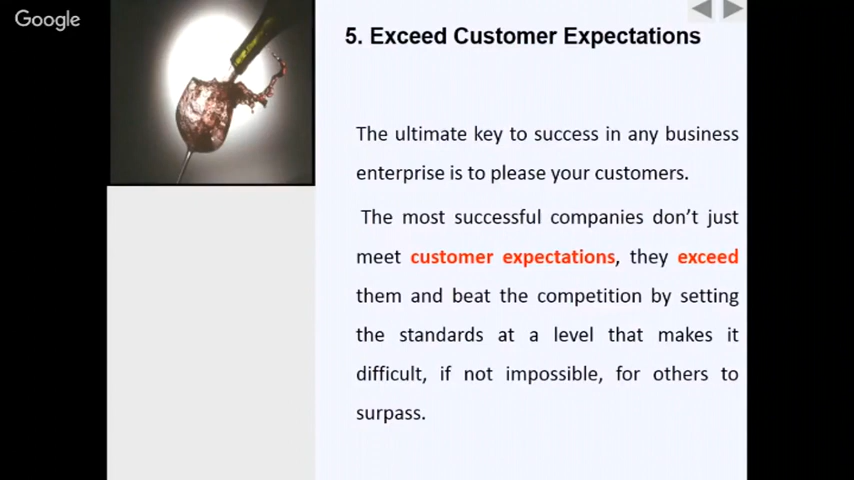 Google
5. Exceed Customer Expectations
The ultimate key to success in any business
enterprise is to please your customers.
The most successful companies don’t just
meet customer expectations, they exceed
them and beat the competition by setting
the standards at a level that makes it
difficult, if not impossible, for others to
surpass.